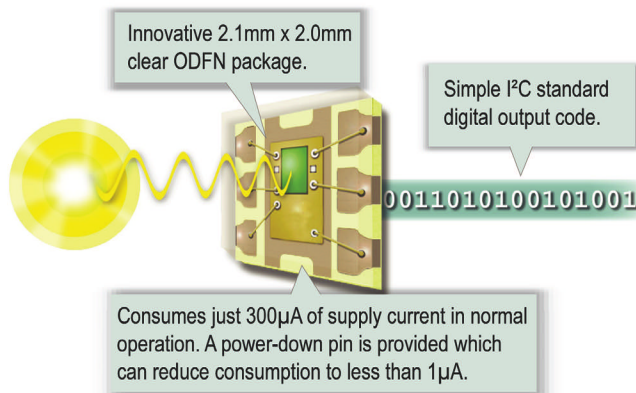 Innovative 2.1mm x 2.0mm
clear ODFN package.
Simple I²C standard
digital output code.
0011010100101001
Consumes just 300µA of supply current in normal
operation. A power-down pin is provided which
can reduce consumption to less than 1µA.